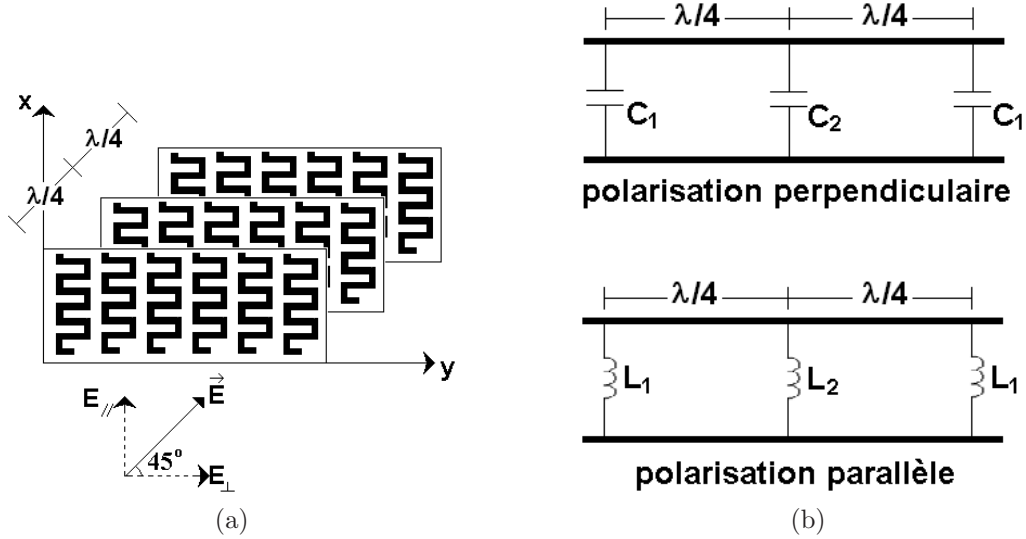 x
λ/4
λ/4
y
E//
E
45°
E⊥
(a)
λ/4 λ/4
C1 C2 C1
polarisation perpendiculaire
λ/4 λ/4
L1 L2 L1
polarisation parallèle
(b)